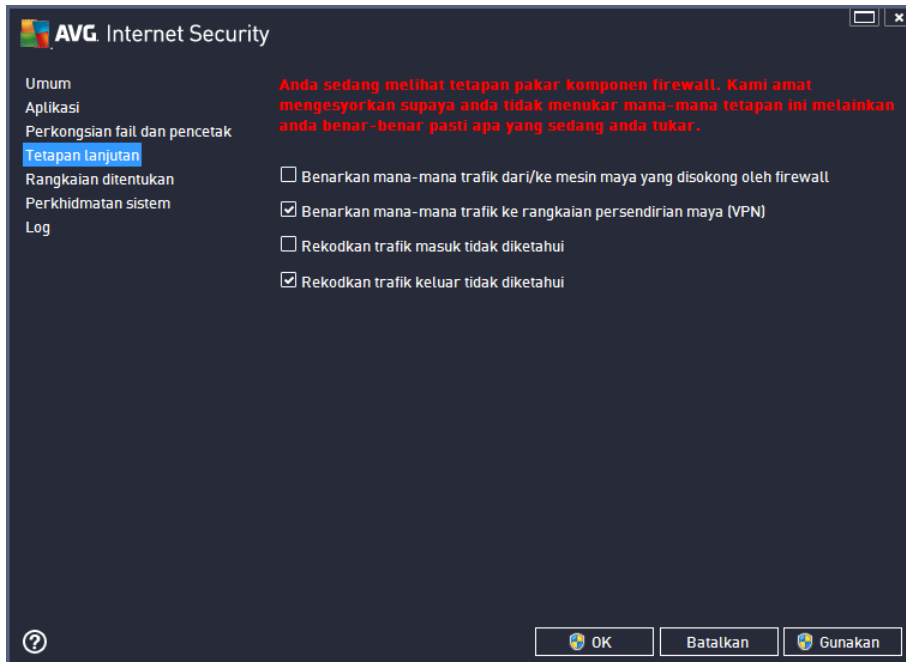 AVG. Internet Security
Umum
Aplikasi
Perkongsian fail dan pencetak
Tetapan lanjutan
Rangkaian ditentukan
Perkhidmatan sistem
Log
Anda sedang melihat tetapan pakar komponen firewall. Kami amat
mengesyorkan supaya anda tidak menukar mana-mana tetapan ini melainkan
anda benar-benar pasti apa yang sedang anda tukar.
Benarkan mana-mana trafik dari/ke mesin maya yang disokong oleh firewall
Benarkan mana-mana trafik ke rangkaian persendirian maya (VPN)
Rekodkan trafik masuk tidak diketahui
Rekodkan trafik keluar tidak diketahui
OK
Batalkan
Gunakan